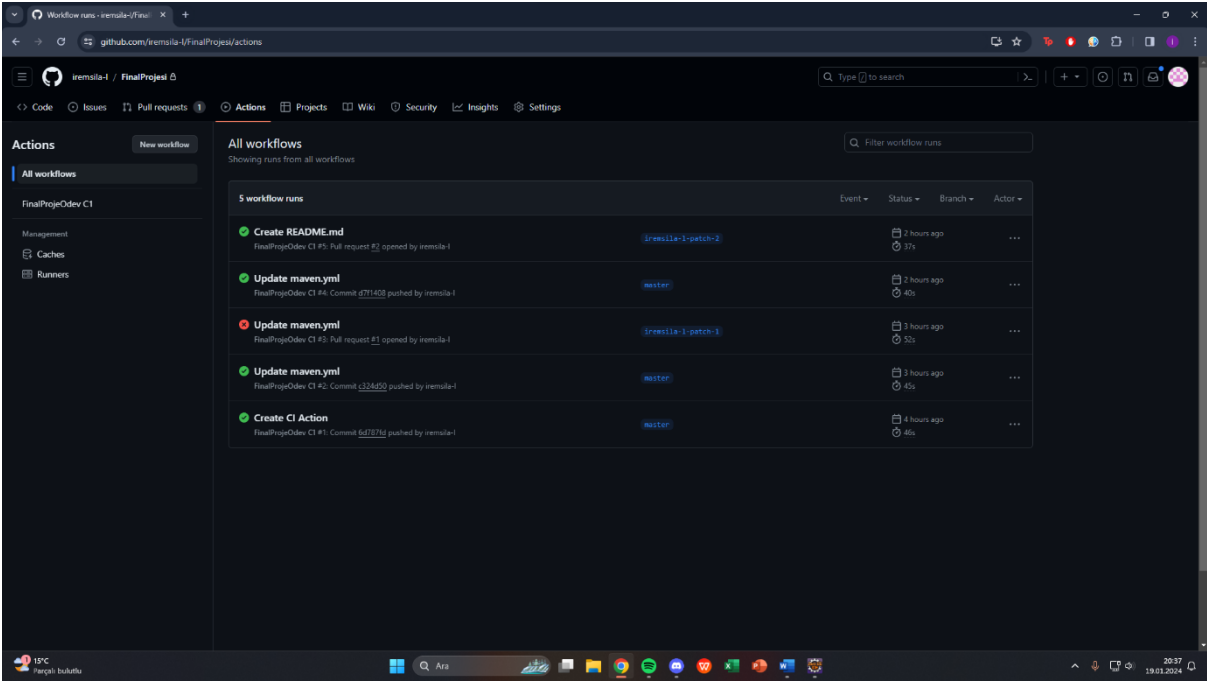 Workflow runs · iremsila-l/Final
github.com/iremsila-l/FinalProjesi/actions
iremsila-l / FinalProjesi
Type / to search
Code
Issues
Pull requests 1
Actions
Projects
Wiki
Security
Insights
Settings
Actions
New workflow
All workflows
FinalProjeOdev C1
Management
Caches
Runners
All workflows
Showing runs from all workflows
Filter workflow runs
5 workflow runs
Event
Status
Branch
Actor
Create README.md
FinalProjeOdev C1 #5: Pull request #2 opened by iremsila-l
iremsila-l-patch-2
2 hours ago
37s
Update maven.yml
FinalProjeOdev C1 #4: Commit d7f1408 pushed by iremsila-l
master
2 hours ago
40s
Update maven.yml
FinalProjeOdev C1 #3: Pull request #1 opened by iremsila-l
iremsila-l-patch-1
3 hours ago
52s
Update maven.yml
FinalProjeOdev C1 #2: Commit c324d50 pushed by iremsila-l
master
3 hours ago
45s
Create CI Action
FinalProjeOdev C1 #1: Commit 6d787fd pushed by iremsila-l
master
4 hours ago
46s
15°C
Parçalı bulutlu
Ara
20:37
19.01.2024